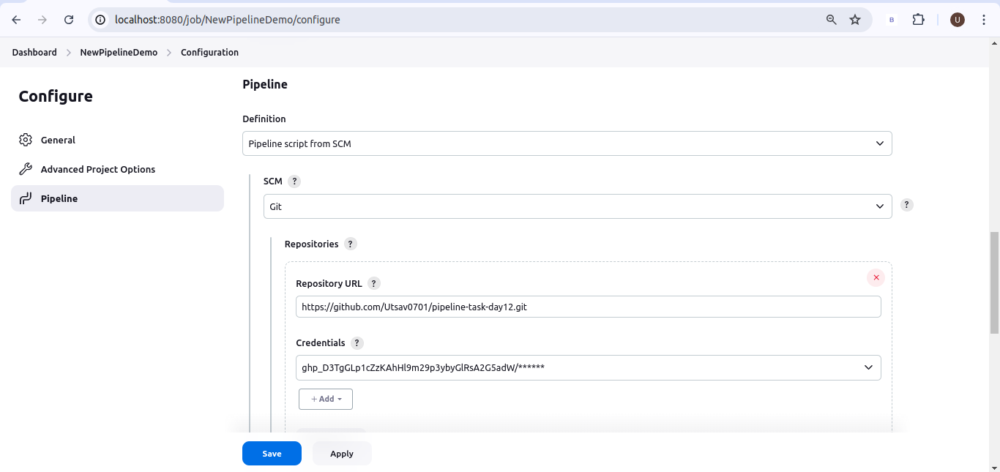 localhost:8080/job/NewPipelineDemo/configure
B
U
Dashboard > NewPipelineDemo > Configuration
Configure
General
Advanced Project Options
Pipeline
Pipeline
Definition
Pipeline script from SCM
SCM ?
Git
?
Repositories ?
Repository URL ?
https://github.com/Utsav0701/pipeline-task-day12.git
Credentials ?
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/******
+ Add
Save
Apply